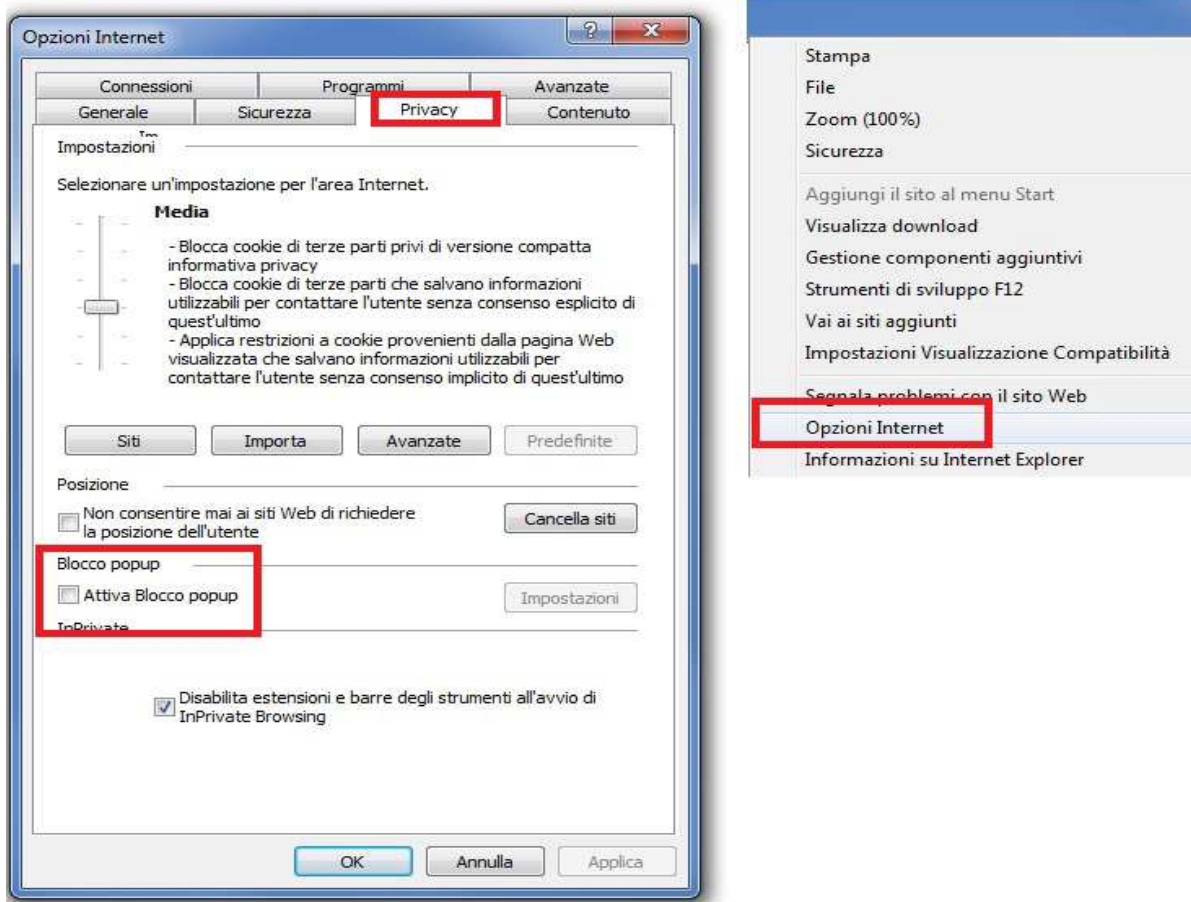 Opzioni Internet
Connessioni Programmi Avanzate
Generale Sicurezza Privacy Contenuto
Im
Impostazioni
Selezionare un'impostazione per l'area Internet.
Media
- Blocca cookie di terze parti privi di versione compatta
informativa privacy
- Blocca cookie di terze parti che salvano informazioni
utilizzabili per contattare l'utente senza consenso esplicito di
quest'ultimo
- Applica restrizioni a cookie provenienti dalla pagina Web
visualizzata che salvano informazioni utilizzabili per
contattare l'utente senza consenso implicito di quest'ultimo
Siti Importa Avanzate Predefinite
Posizione
Non consentire mai ai siti Web di richiedere
la posizione dell'utente
Cancella siti
Blocco popup
Attiva Blocco popup Impostazioni
InPrivate
Disabilita estensioni e barre degli strumenti all'avvio di
InPrivate Browsing
OK Annulla Applica
Stampa
File
Zoom (100%)
Sicurezza
Aggiungi il sito al menu Start
Visualizza download
Gestione componenti aggiuntivi
Strumenti di sviluppo F12
Vai ai siti aggiunti
Impostazioni Visualizzazione Compatibilità
Segnala problemi con il sito Web
Opzioni Internet
Informazioni su Internet Explorer